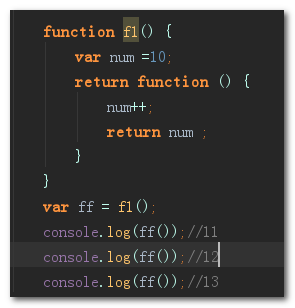 function f1() {
var num =10;
return function () {
num++;
return num ;
}
}
var ff = f1();
console.log(ff());//11
console.log(ff());//12
console.log(ff());//13